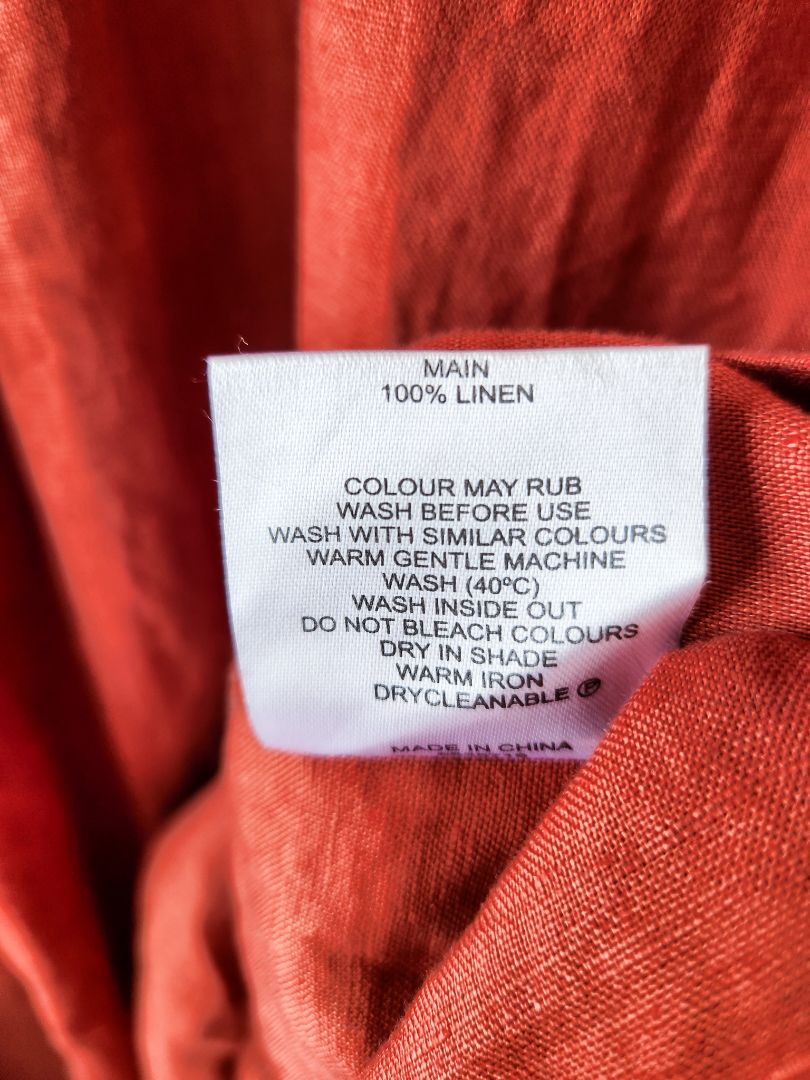 MAIN
100% LINEN
COLOUR MAY RUB
WASH BEFORE USE
WASH WITH SIMILAR COLOURS
WARM GENTLE MACHINE
WASH (40ºC)
WASH INSIDE OUT
DO NOT BLEACH COLOURS
DRY IN SHADE
WARM IRON
DRYCLEANABLE Ⓟ
MADE IN CHINA